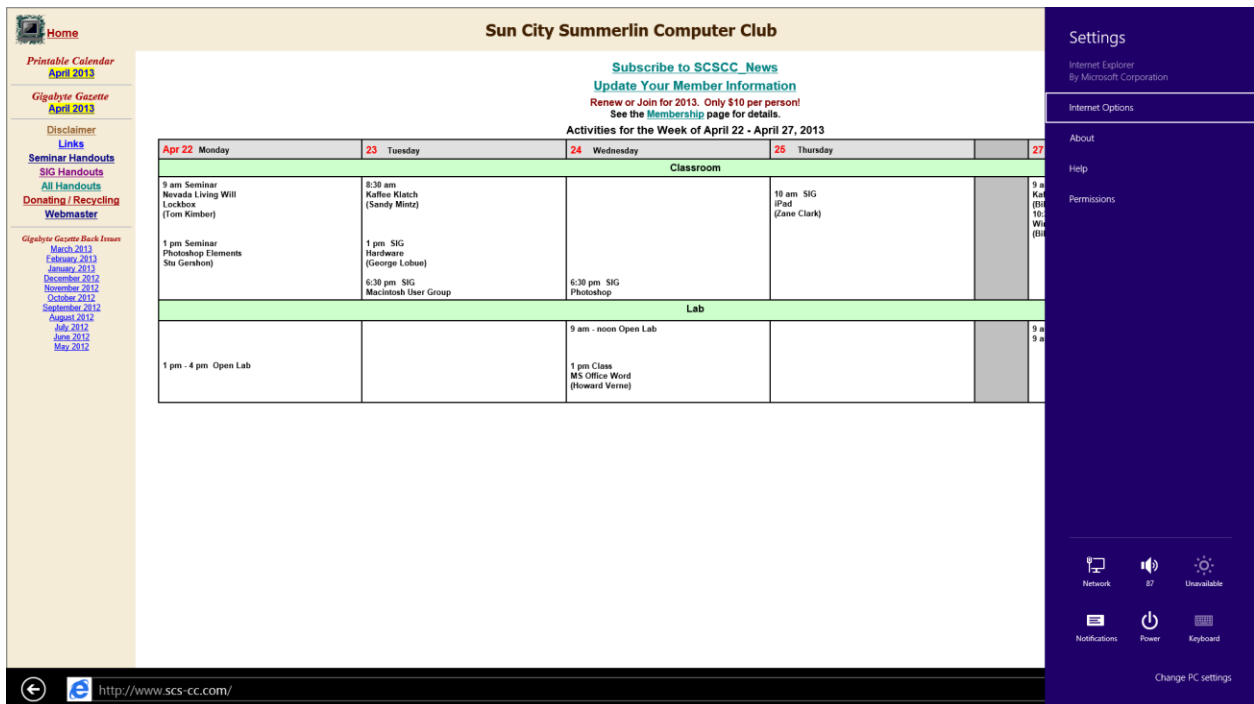 Home
Sun City Summerlin Computer Club
Printable Calendar
April 2013
Gigabyte Gazette
April 2013
Disclaimer
Links
Seminar Handouts
SIG Handouts
All Handouts
Donating / Recycling
Webmaster
Gigabyte Gazette Back Issues
March 2013
February 2013
January 2013
December 2012
November 2012
October 2012
September 2012
August 2012
July 2012
June 2012
May 2012
Subscribe to SCSCC_News
Update Your Member Information
Renew or Join for 2013. Only $10 per person!
See the Membership page for details.
Activities for the Week of April 22 - April 27, 2013
Apr 22 Monday
23 Tuesday
24 Wednesday
25 Thursday
27
Classroom
9 am Seminar
Nevada Living Will
Lockbox
(Tom Kimber)
1 pm Seminar
Photoshop Elements
Stu Gershon)
8:30 am
Kaffee Klatch
(Sandy Mintz)
1 pm SIG
Hardware
(George Lobue)
6:30 pm SIG
Macintosh User Group
6:30 pm SIG
Photoshop
10 am SIG
iPad
(Zane Clark)
9 a
Kaf
(Bil
10:
Wi
(Bil
Lab
1 pm - 4 pm Open Lab
9 am - noon Open Lab
1 pm Class
MS Office Word
(Howard Verne)
9 a
9 a
Settings
Internet Explorer
By Microsoft Corporation
Internet Options
About
Help
Permissions
Network
87
Unavailable
Notifications
Power
Keyboard
Change PC settings
http://www.scs-cc.com/